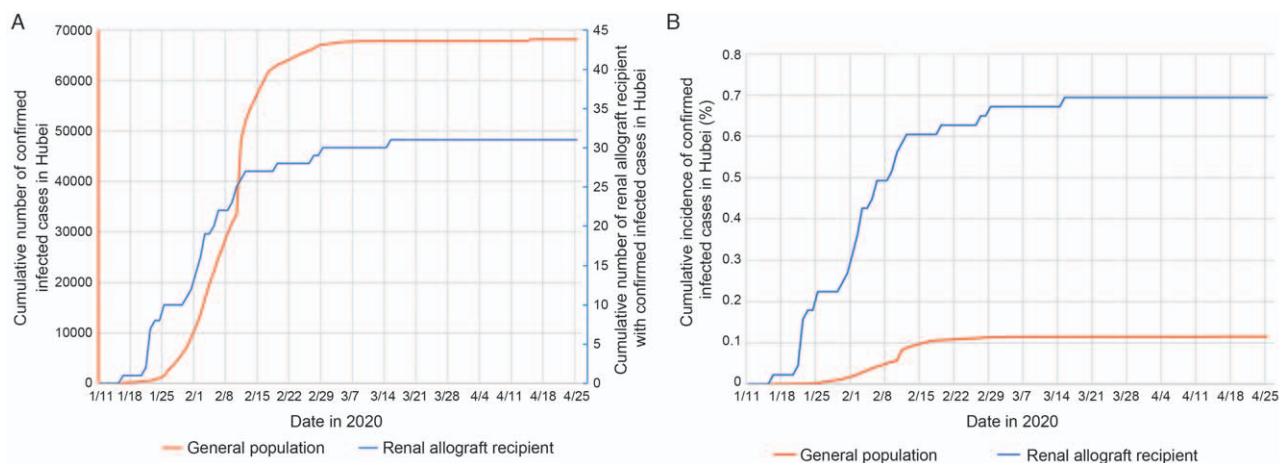 A
Cumulative number of confirmed
infected cases in Hubei
70000
60000
50000
40000
30000
20000
10000
0
45
40
35
30
25
20
15
10
5
0
Cumulative number of renal allograft recipient
with confirmed infected cases in Hubei
1/11 1/18 1/25 2/1 2/8 2/15 2/22 2/29 3/7 3/14 3/21 3/28 4/4 4/11 4/18 4/25
Date in 2020
General population Renal allograft recipient
B
Cumulative incidence of confirmed
infected cases in Hubei (%)
0.8
0.7
0.6
0.5
0.4
0.3
0.2
0.1
0
1/11 1/18 1/25 2/1 2/8 2/15 2/22 2/29 3/7 3/14 3/21 3/28 4/4 4/11 4/18 4/25
Date in 2020
General population Renal allograft recipient